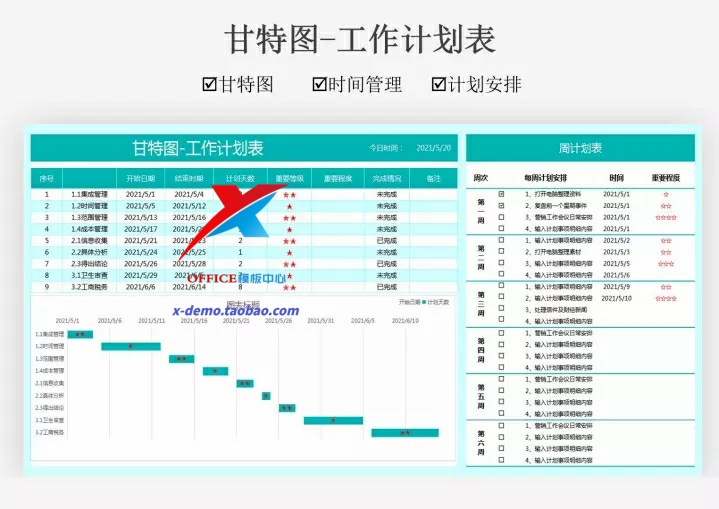 甘特图-工作计划表
☑甘特图 ☑时间管理 ☑计划安排
甘特图-工作计划表 今日时间： 2021/5/20
序号 开始日期 结束时期 计划天数 重要等级 重要程度 完成情况 备注
1 1.1集成管理 2021/5/1 2021/5/4 ★★ 未完成
2 1.2时间管理 2021/5/5 2021/5/12 ★ 未完成
3 1.3范围管理 2021/5/13 2021/5/16 ★★ 未完成
4 1.4成本管理 2021/5/17 ★ 未完成
5 2.1信息收集 2021/5/21 2 ★★ 已完成
6 2.2具体分析 2021/5/24 1 ★ 未完成
7 2.3得出结论 2021/5/26 2021/5/28 2 ★★ 已完成
8 3.1卫生审查 2021/5/29 ★ 未完成
9 3.2工商税务 2021/6/14 8 ★★ 已完成
OFFICE模版中心
x-demo.taobao.com
图表标题
开始日期 计划天数
2021/5/1 2021/5/6 2021/5/11 2021/5/16 2021/5/21 2021/5/26 2021/5/31 2021/6/5 2021/6/10
1.1集成管理 ★★
1.2时间管理 ★
1.3范围管理 ★★
1.4成本管理 ★
2.1信息收集 ★★
2.2具体分析 ★
2.3得出结论 ★★
3.1卫生审查 ★
3.2工商税务 ★★
周计划表
周次 每周计划安排 时间 重要程度
第一周
☑ 1、打开电脑整理资料 2021/5/1 ☆
☑ 2、复盘前一个星期事件 2021/5/1 ☆☆
☐ 3、营销工作会议日常安排 2021/5/1 ☆☆☆☆
☐ 4、输入计划事项明细内容 2021/5/1
第二周
☐ 1、输入计划事项明细内容 2021/5/2 ☆☆
☐ 2、打开电脑整理素材 2021/5/3 ☆☆
☐ 3、输入计划事项明细内容 2021/5/5 ☆☆☆
☐ 4、输入计划事项明细内容 2021/5/6
第三周
☐ 1、输入计划事项明细内容 2021/5/9 ☆☆
☐ 2、输入计划事项明细内容 2021/5/10 ☆☆☆☆
☐ 3、处理信件及财经新闻
☐ 4、输入计划事项明细内容
第四周
☐ 1、营销工作会议日常安排
☐ 2、输入计划事项明细内容
☐ 3、输入计划事项明细内容
☐ 4、输入计划事项明细内容
第五周
☐ 1、营销工作会议日常安排
☐ 2、输入计划事项明细内容
☐ 3、输入计划事项明细内容
☐ 4、输入计划事项明细内容
第六周
☐ 1、营销工作会议日常安排
☐ 2、输入计划事项明细内容
☐ 3、输入计划事项明细内容
☐ 4、输入计划事项明细内容